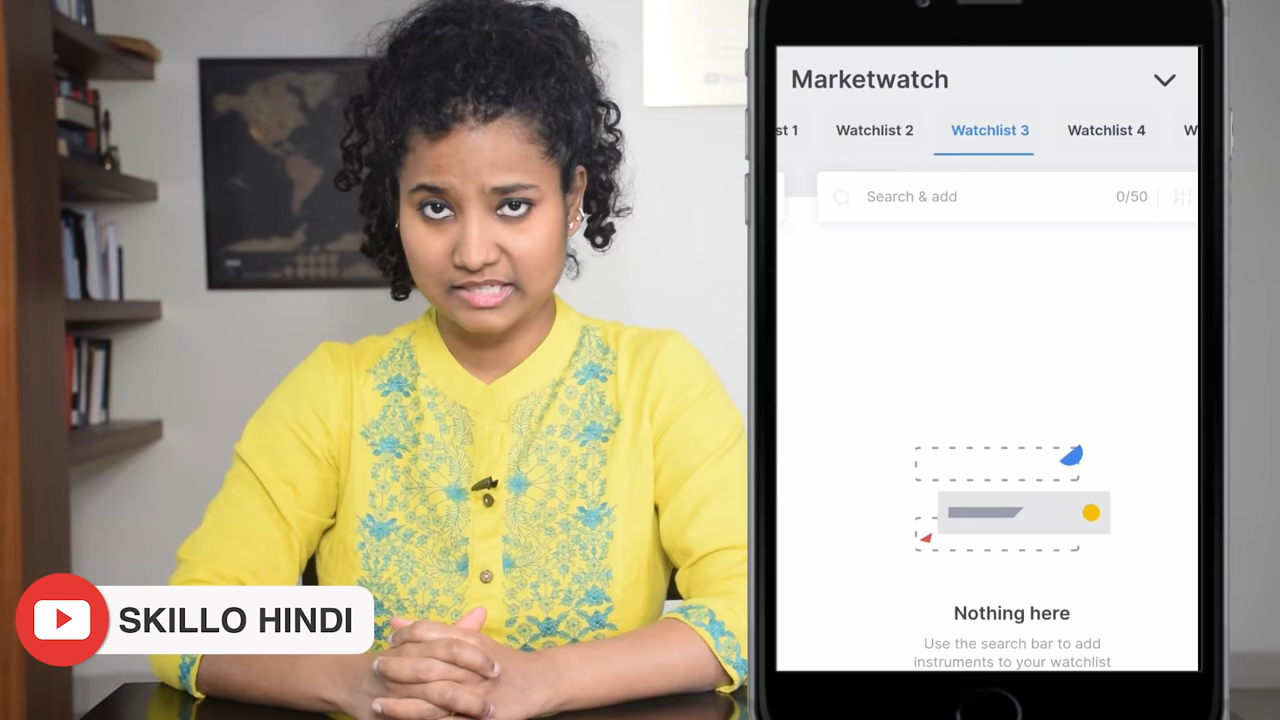 Marketwatch
st 1 Watchlist 2 Watchlist 3 Watchlist 4 W
Search & add 0/50
Nothing here
Use the search bar to add
instruments to your watchlist
SKILLO HINDI